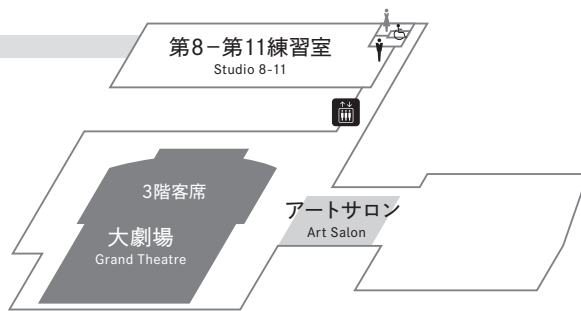 第8−第11練習室
Studio 8-11
3階客席
大劇場
Grand Theatre
アートサロン
Art Salon